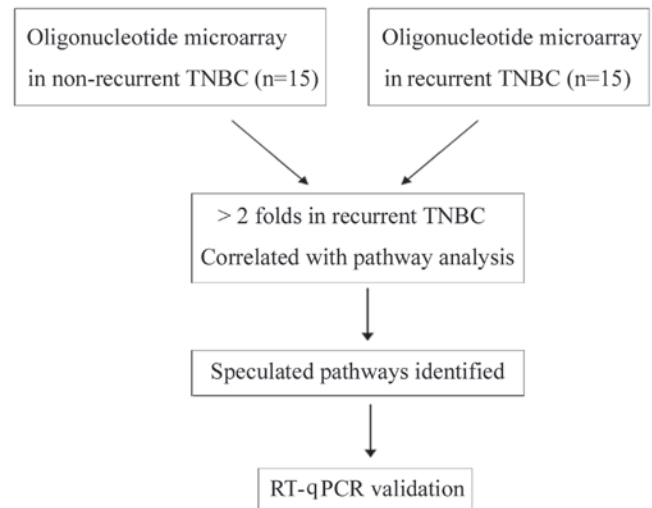 Oligonucleotide microarray
in non-recurrent TNBC (n=15)
Oligonucleotide microarray
in recurrent TNBC (n=15)
> 2 folds in recurrent TNBC
Correlated with pathway analysis
Speculated pathways identified
RT-qPCR validation